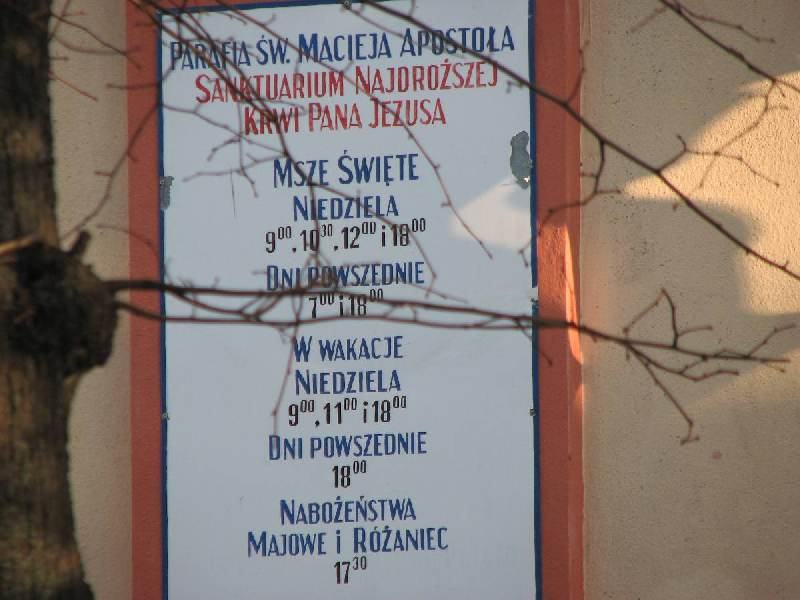 Parafia Św. Macieja Apostoła
Sanktuarium Najdroższej
Krwi Pana Jezusa
Msze Święte
Niedziela
9⁰⁰, 10³⁰, 12⁰⁰ i 18⁰⁰
Dni powszednie
7⁰⁰ i 18⁰⁰
W wakacje
Niedziela
9⁰⁰, 11⁰⁰ i 18⁰⁰
Dni powszednie
18⁰⁰
Nabożeństwa
Majowe i Różaniec
17³⁰